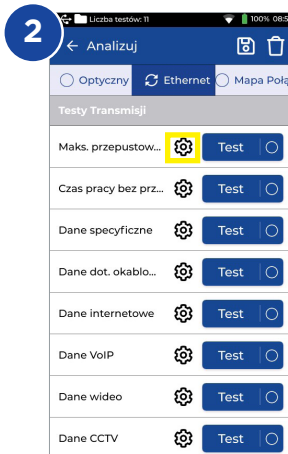 2
Liczba testów: 11 100% 08:5
Analizuj
Optyczny Ethernet Mapa Połą
Testy Transmisji
Maks. przepustow... Test
Czas pracy bez prz... Test
Dane specyficzne Test
Dane dot. okablo... Test
Dane internetowe Test
Dane VoIP Test
Dane wideo Test
Dane CCTV Test